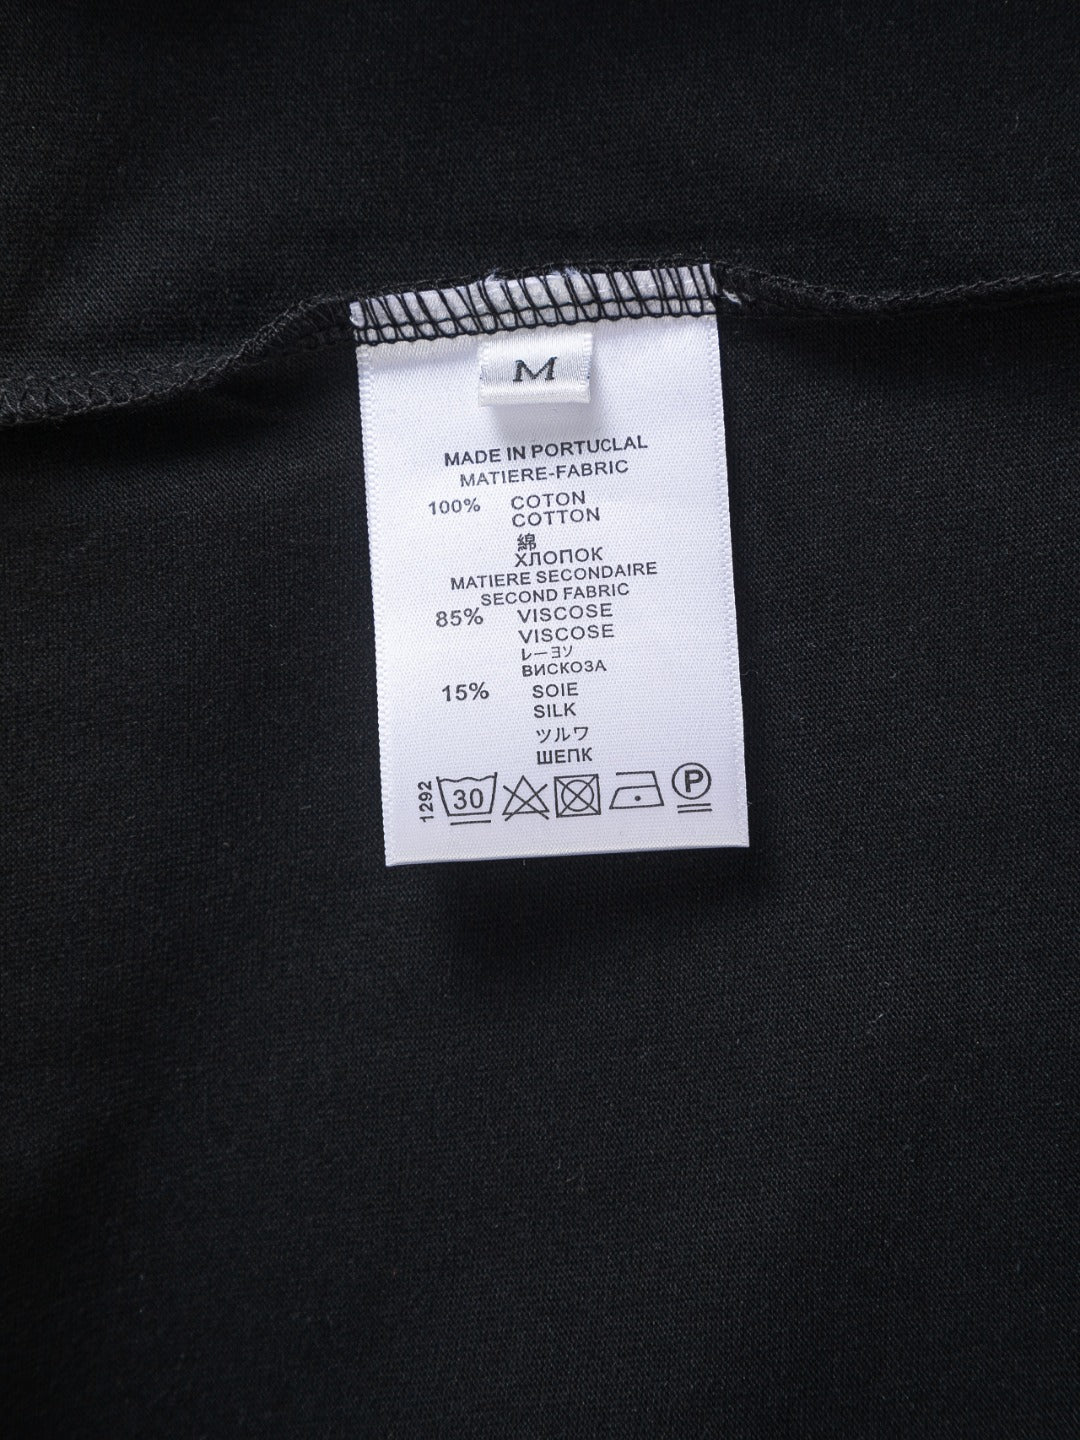 M
MADE IN PORTUCLAL
MATIERE-FABRIC
100% COTON
COTTON
綿
ХЛОПОК
MATIERE SECONDAIRE
SECOND FABRIC
85% VISCOSE
VISCOSE
レーヨソ
ВИСКОЗА
15% SOIE
SILK
ツルワ
ШЕПК
1292 30 P